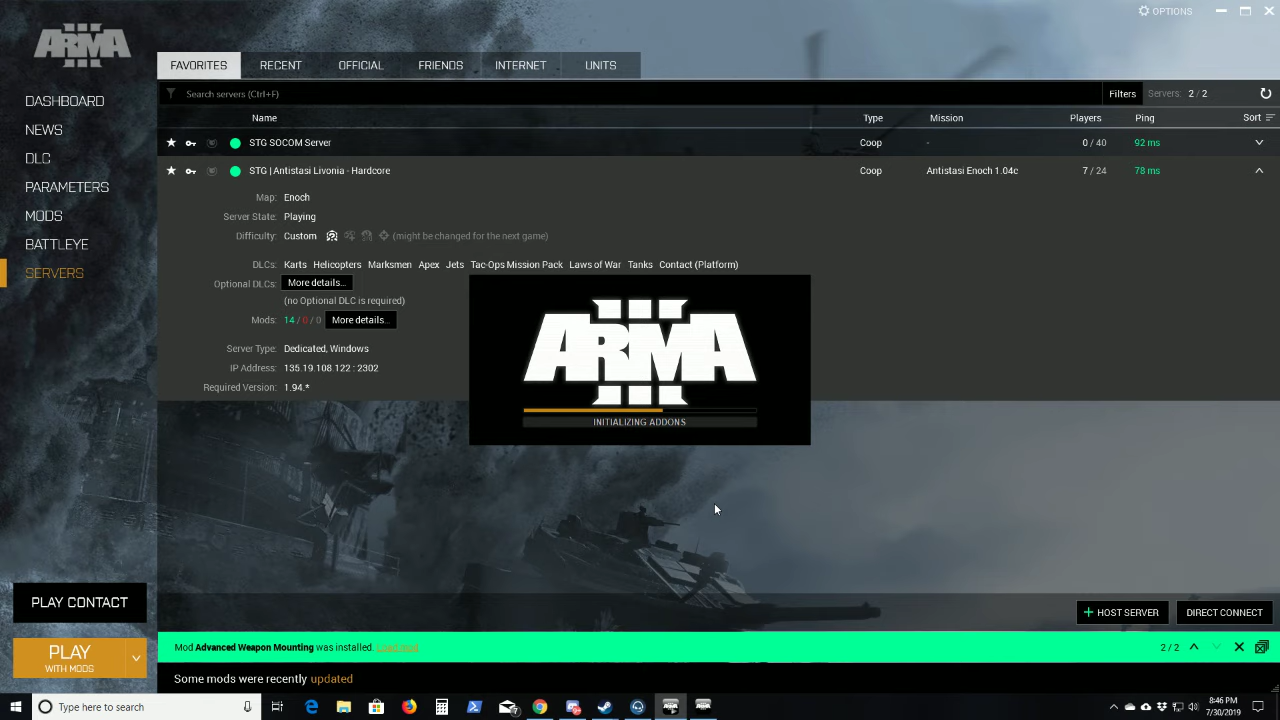 OPTIONS
ARMA III
FAVORITES RECENT OFFICIAL FRIENDS INTERNET UNITS
Search servers (Ctrl+F) Filters Servers: 2 / 2
Name Type Mission Players Ping Sort
STG SOCOM Server Coop - 0 / 40 92 ms
STG | Antistasi Livonia - Hardcore Coop Antistasi Enoch 1.04c 7 / 24 78 ms
Map: Enoch
Server State: Playing
Difficulty: Custom (might be changed for the next game)
DLCs: Karts Helicopters Marksmen Apex Jets Tac-Ops Mission Pack Laws of War Tanks Contact (Platform)
Optional DLCs: More details...
(no Optional DLC is required)
Mods: 14 / 0 / 0 More details...
Server Type: Dedicated, Windows
IP Address: 135.19.108.122 : 2302
Required Version: 1.94.*
DASHBOARD
NEWS
DLC
PARAMETERS
MODS
BATTLEYE
SERVERS
ARMA III
INITIALIZING ADDONS
PLAY CONTACT
PLAY
WITH MODS
HOST SERVER DIRECT CONNECT
Mod Advanced Weapon Mounting was installed. Load mod 2 / 2
Some mods were recently updated
Type here to search
8:46 PM
7/30/2019